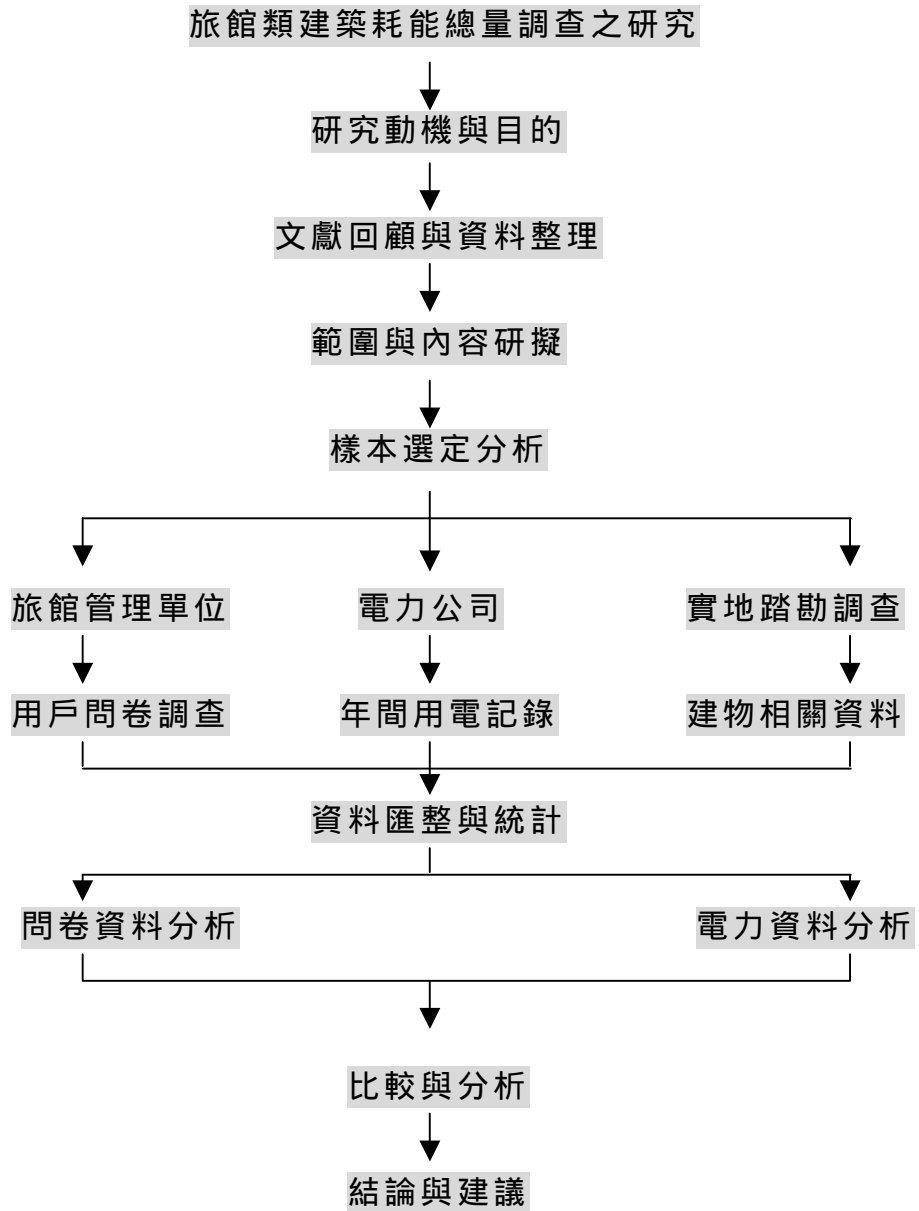 旅館類建築耗能總量調查之研究
研究動機與目的
文獻回顧與資料整理
範圍與內容研擬
樣本選定分析
旅館管理單位
電力公司
實地踏勘調查
用戶問卷調查
年間用電記錄
建物相關資料
資料匯整與統計
問卷資料分析
電力資料分析
比較與分析
結論與建議